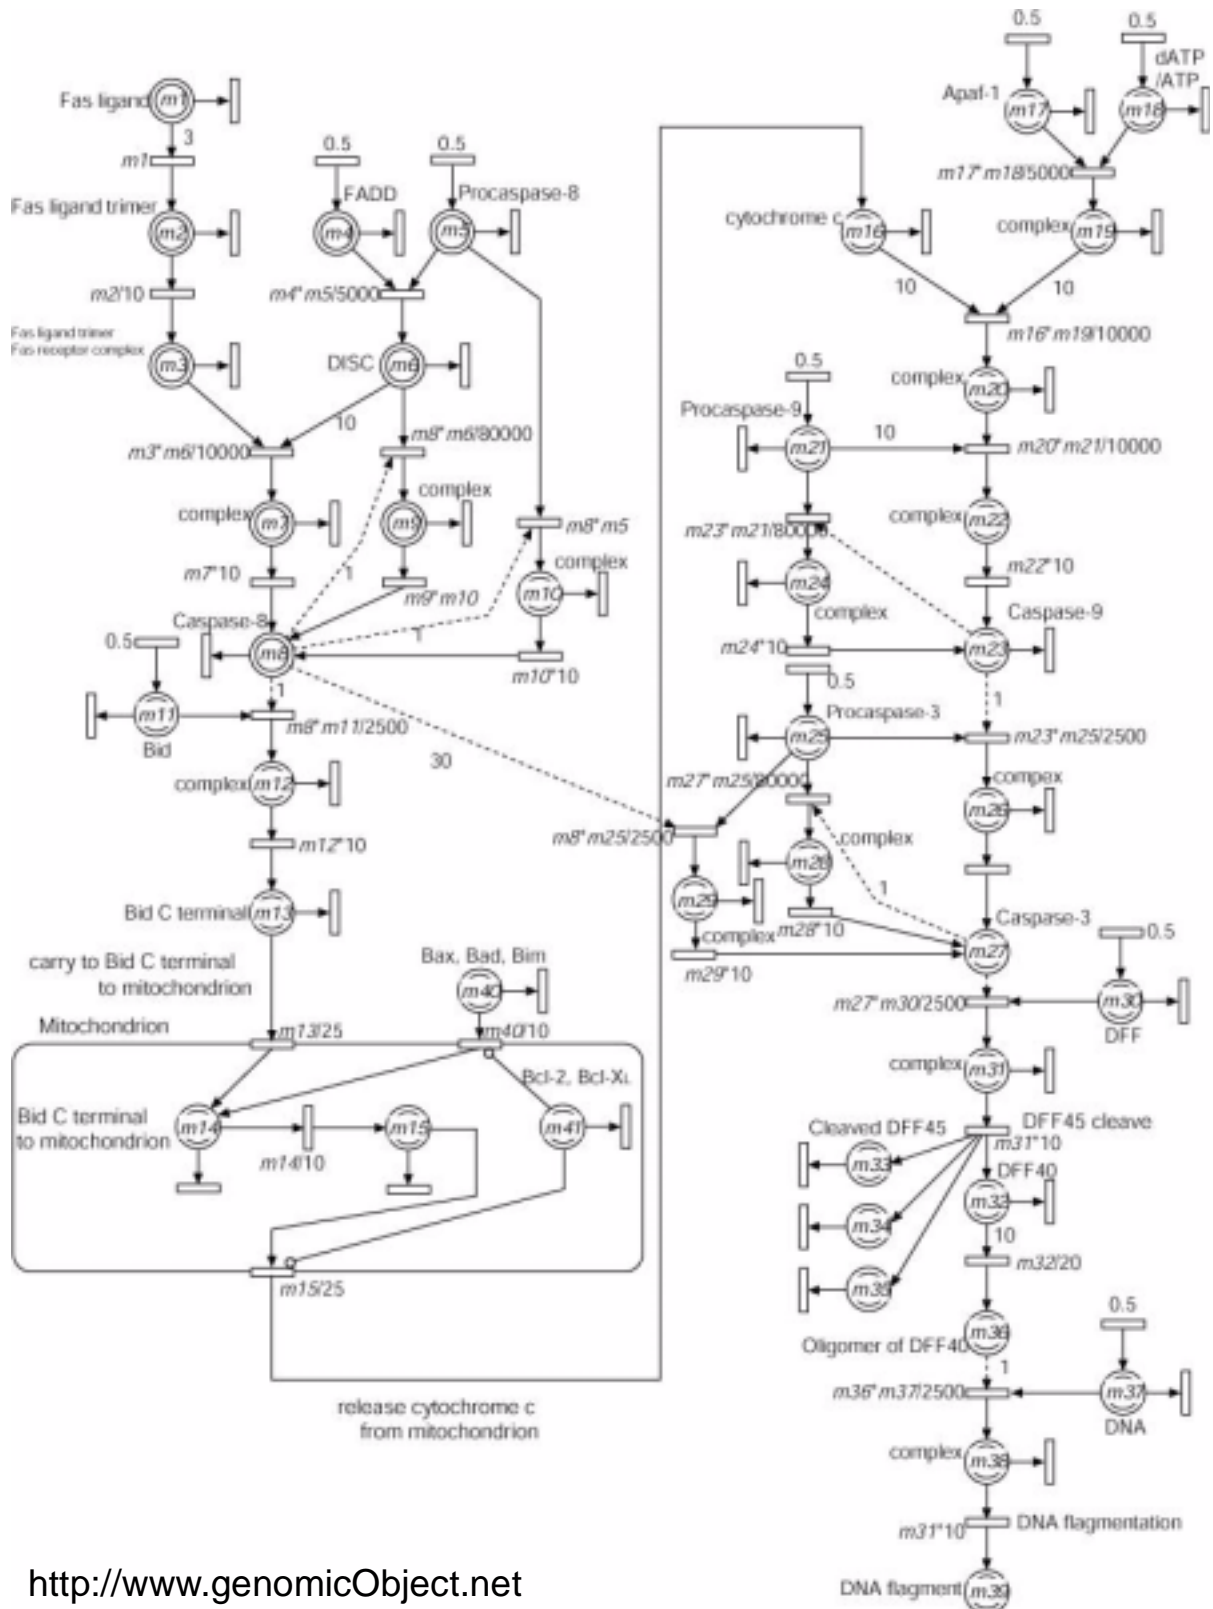 0.5
0.5
dATP
/ATP
Fas ligand
m1
Apaf-1
m17
m18
3
m1
0.5
0.5
m17*m18/5000
FADD
Procaspase-8
Fas ligand trimer
m2
m4
m5
cytochrome c
m16
complex
m19
m2/10
m4*m5/5000
10
10
Fas ligand trimer
Fas receptor complex
m3
DISC
m6
m16*m19/10000
0.5
complex
m20
Procaspase-9
10
m8*m6/80000
m3*m6/10000
m21
10
m20*m21/10000
complex
complex
m7
m9
m8*m5
complex
m22
m23*m21/80000
complex
m7*10
1
m9*m10
m10
m24
complex
m22*10
Caspase-8
1
Caspase-9
0.5
m8
m10*10
m24*10
m23
0.5
1
1
m11
Bid
m8*m11/2500
Procaspase-3
m25
m23*m25/2500
30
complex
m12
m27*m25/80000
compex
m26
m8*m25/2500
complex
m12*10
m28
1
m29
Bid C terminal
m13
complex
m28*10
Caspase-3
m27
0.5
carry to Bid C terminal
to mitochondrion
Bax, Bad, Bim
m40
m29*10
m27*m30/2500
m30
DFF
Mitochondrion
m13/25
m40/10
complex
m31
Bcl-2, Bcl-XL
Bid C terminal
to mitochondrion
m14
m15
m41
m14/10
Cleaved DFF45
DFF45 cleave
m31*10
m33
DFF40
m32
m34
10
m32/20
m35
m15/25
0.5
m36
Oligomer of DFF40
1
m36*m37/2500
m37
DNA
release cytochrome c
from mitochondrion
complex
m38
m31*10
DNA flagmentation
DNA flagment
m39
http://www.genomicObject.net